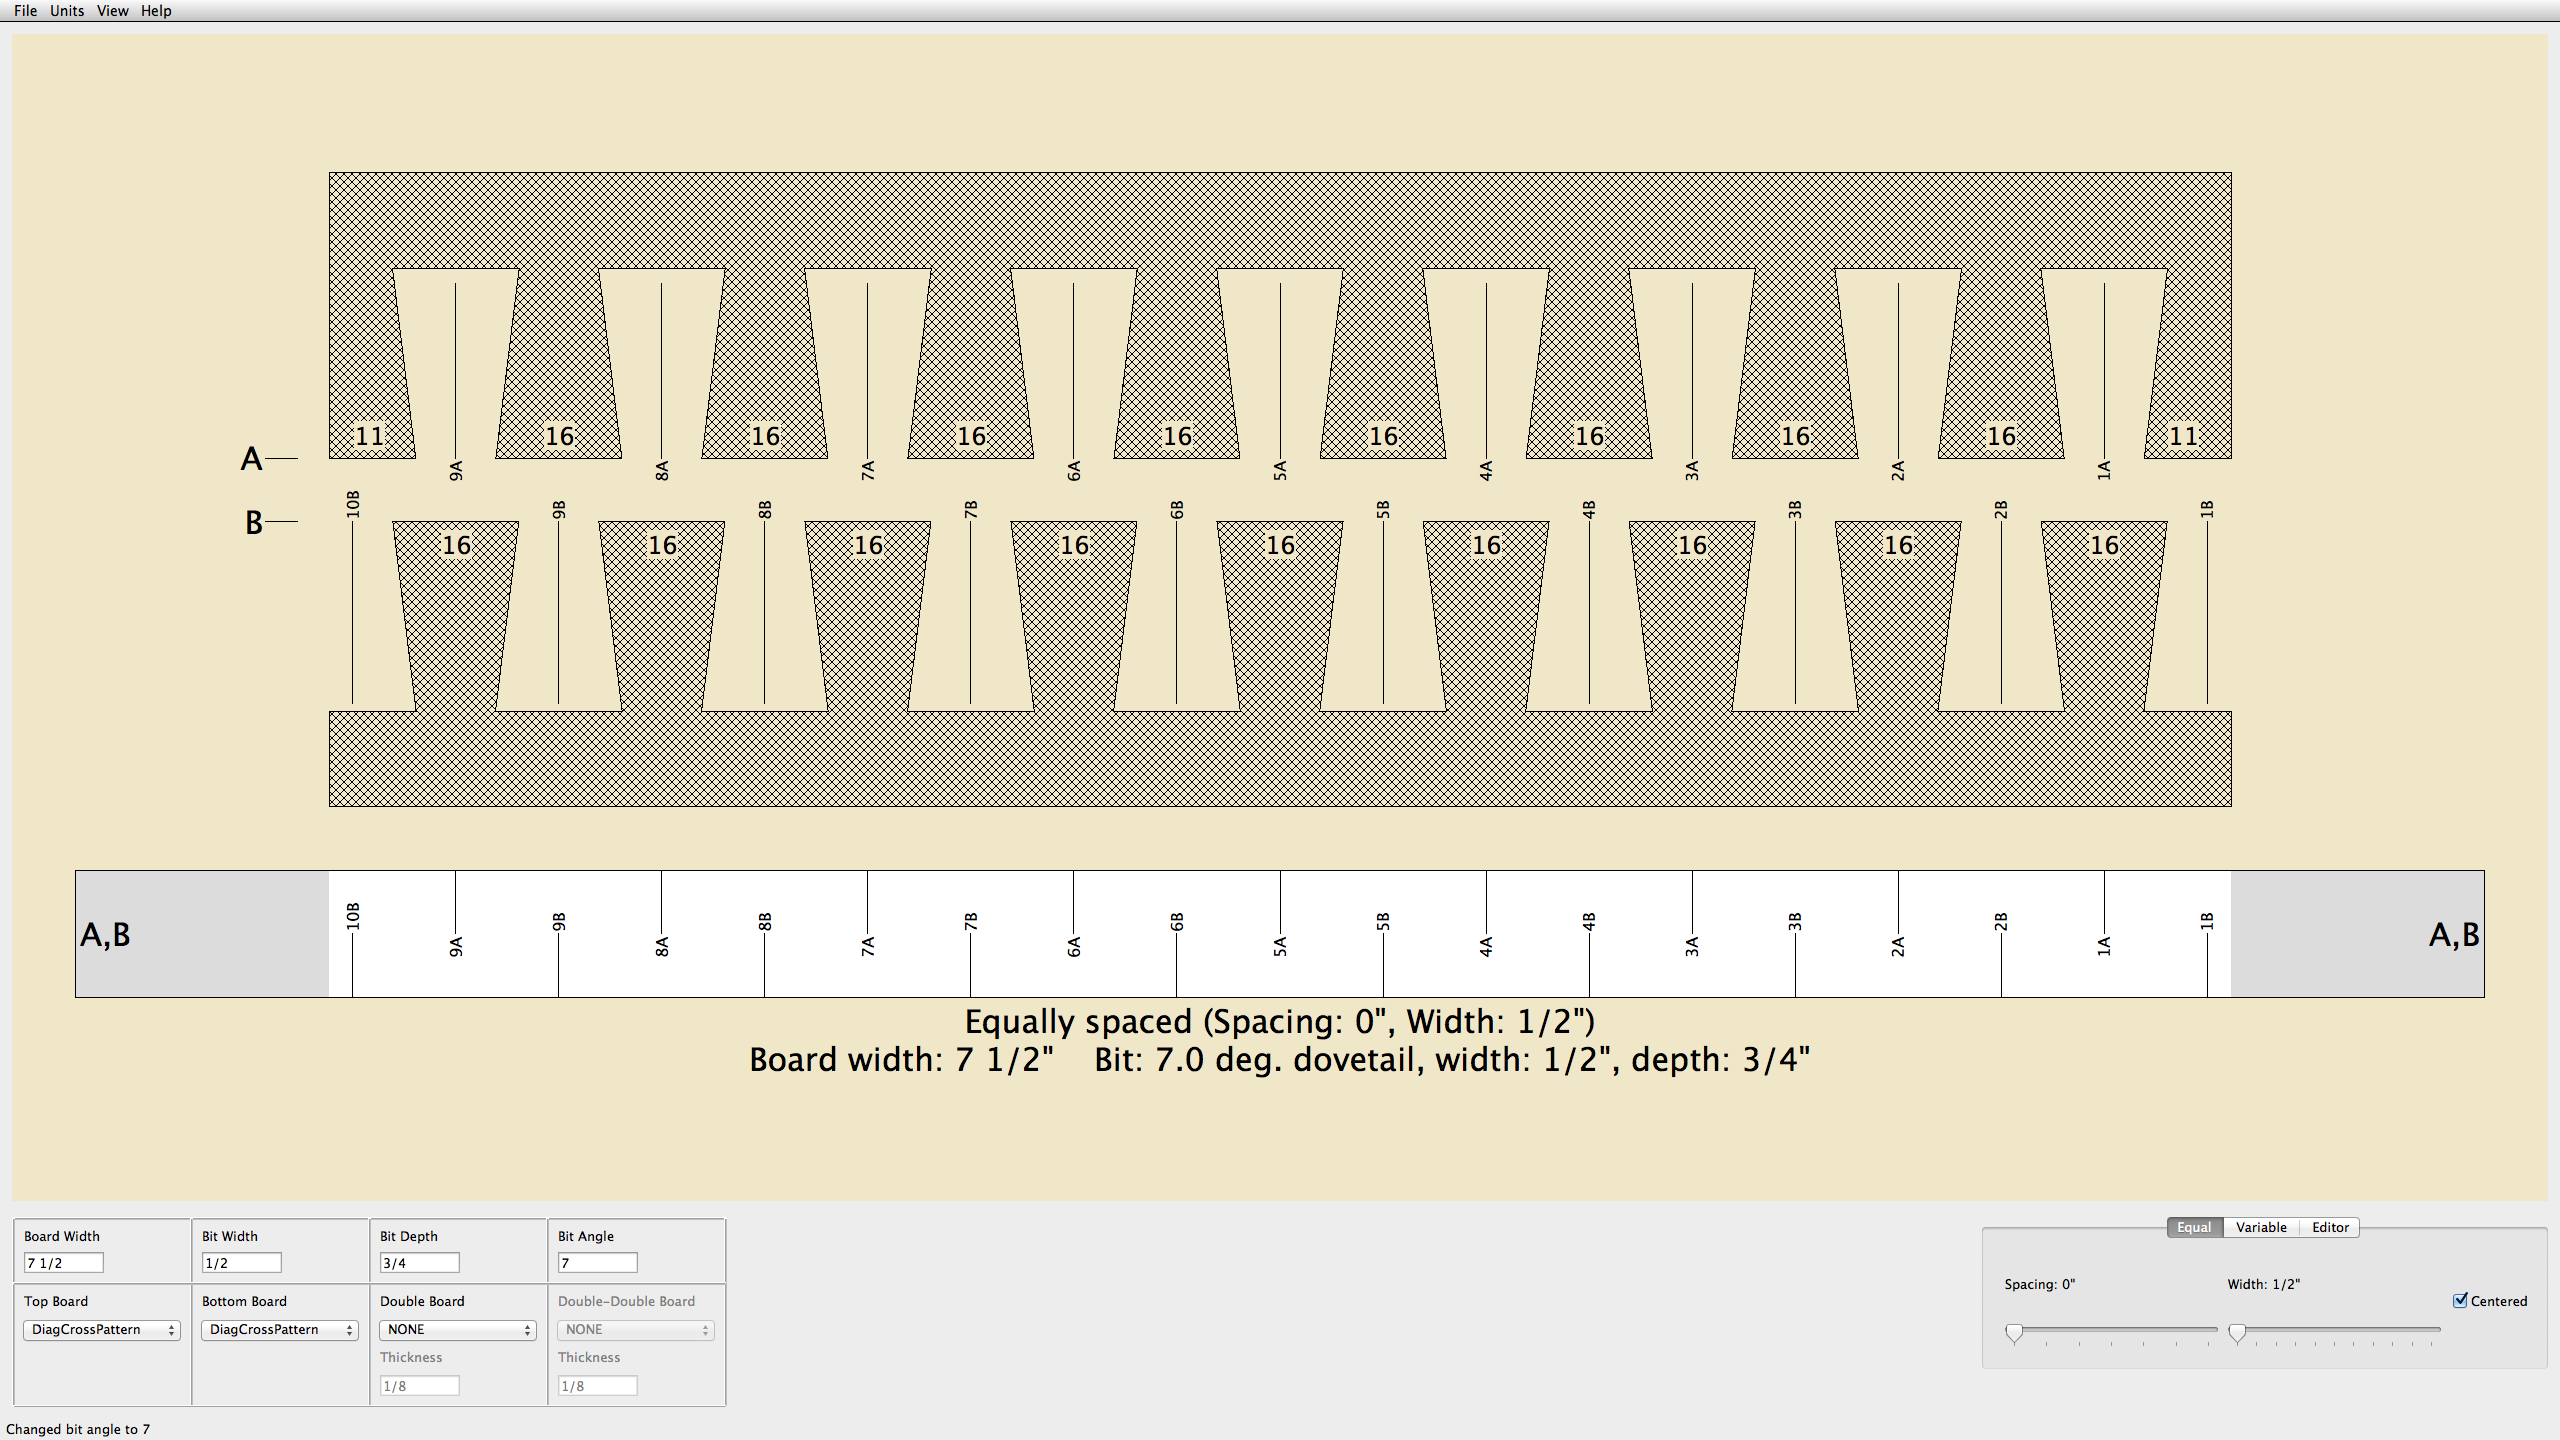 File Units View Help
11 16 16 16 16 16 16 16 16 11
A
9A 8A 7A 6A 5A 4A 3A 2A 1A
10B 9B 8B 7B 6B 5B 4B 3B 2B 1B
B
16 16 16 16 16 16 16 16 16
10B 9B 8B 7B 6B 5B 4B 3B 2B 1B
A,B A,B
9A 8A 7A 6A 5A 4A 3A 2A 1A
Equally spaced (Spacing: 0", Width: 1/2")
Board width: 7 1/2" Bit: 7.0 deg. dovetail, width: 1/2", depth: 3/4"
Board Width Bit Width Bit Depth Bit Angle
7 1/2 1/2 3/4 7
Top Board Bottom Board Double Board Double-Double Board
DiagCrossPattern DiagCrossPattern NONE NONE
Thickness Thickness
1/8 1/8
Equal Variable Editor
Spacing: 0" Width: 1/2"
Centered
Changed bit angle to 7